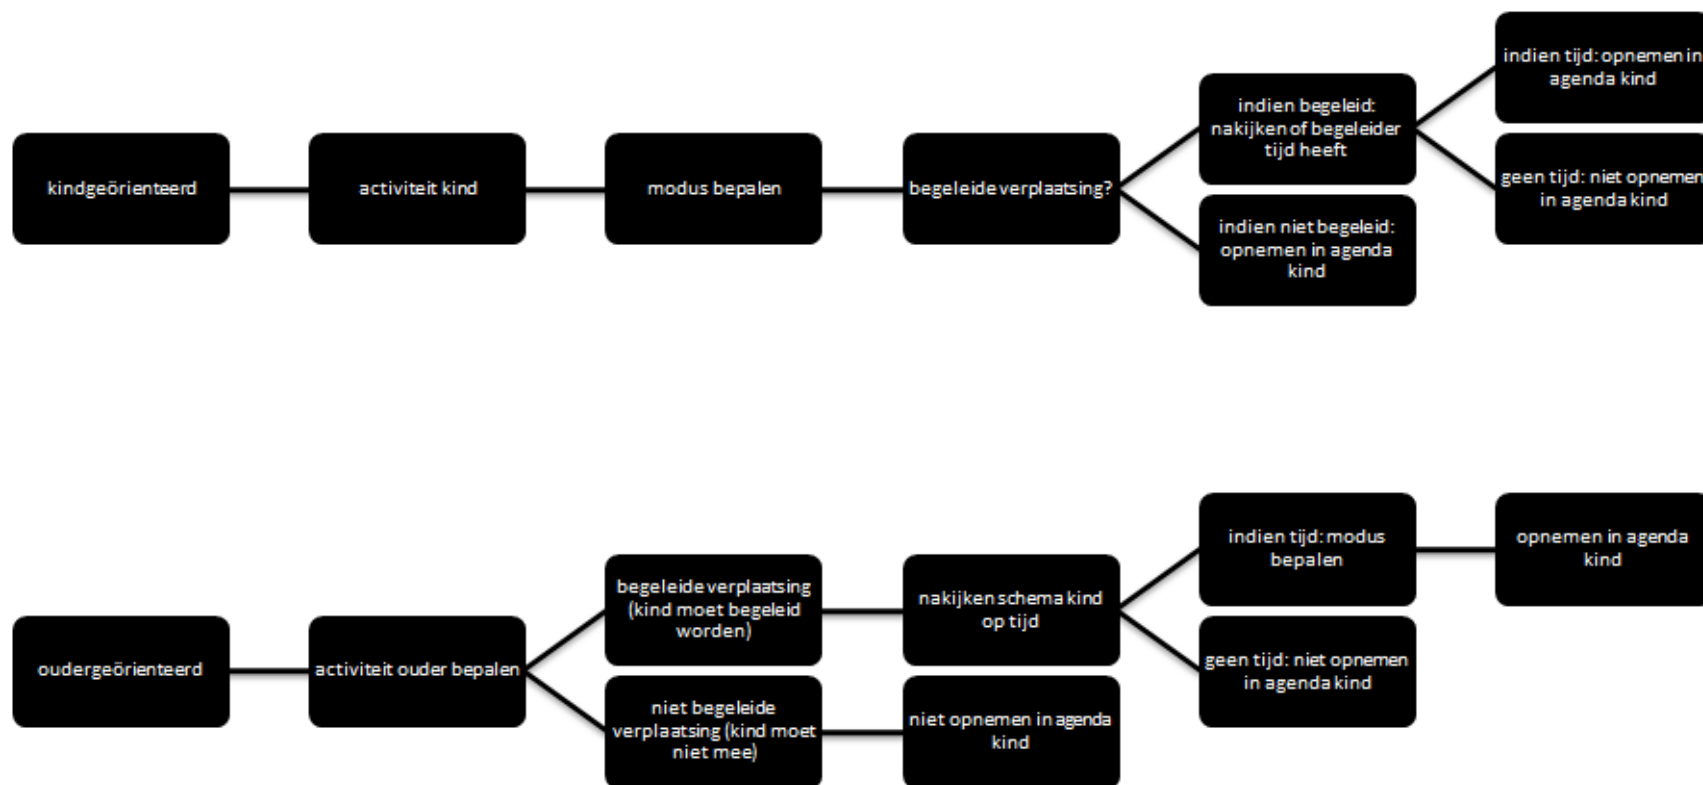 kindgeörienteerd
activiteit kind
modus bepalen
begeleide verplaatsing?
indien begeleid:
nakijken of begeleider
tijd heeft
indien niet begeleid:
opnemen in agenda
kind
indien tijd: opnemen in
agenda kind
geen tijd: niet opnemen
in agenda kind
oudergeörienteerd
activiteit ouder bepalen
begeleide verplaatsing
(kind moet begeleid
worden)
niet begeleide
verplaatsing (kind moet
niet mee)
nakijken schema kind
op tijd
niet opnemen in agenda
kind
indien tijd: modus
bepalen
geen tijd: niet opnemen
in agenda kind
opnemen in agenda
kind